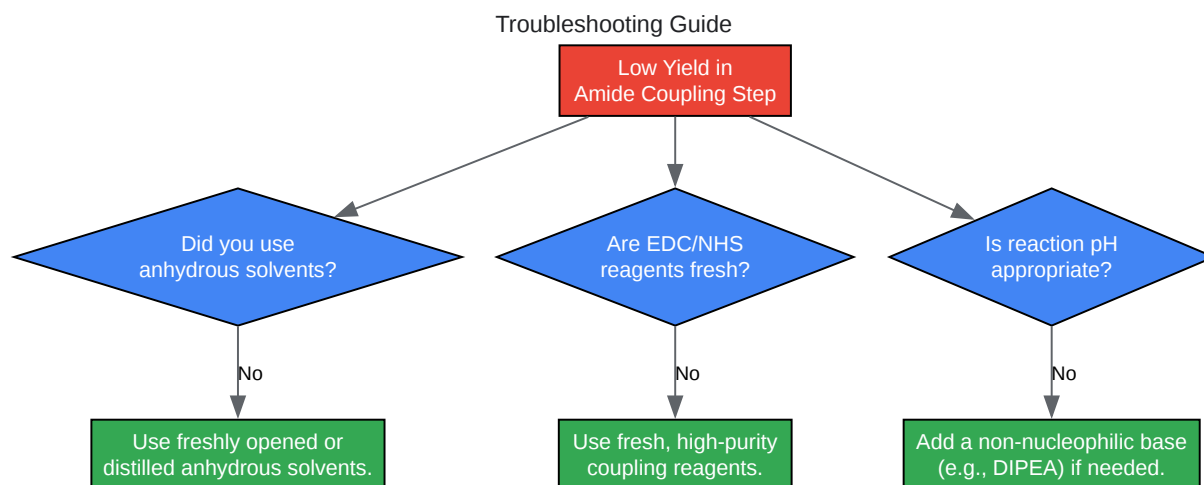 Troubleshooting Guide
Low Yield in
Amide Coupling Step
Did you use
anhydrous solvents?
Are EDC/NHS
reagents fresh?
Is reaction pH
appropriate?
No
No
No
Use freshly opened or
distilled anhydrous solvents.
Use fresh, high-purity
coupling reagents.
Add a non-nucleophilic base
(e.g., DIPEA) if needed.